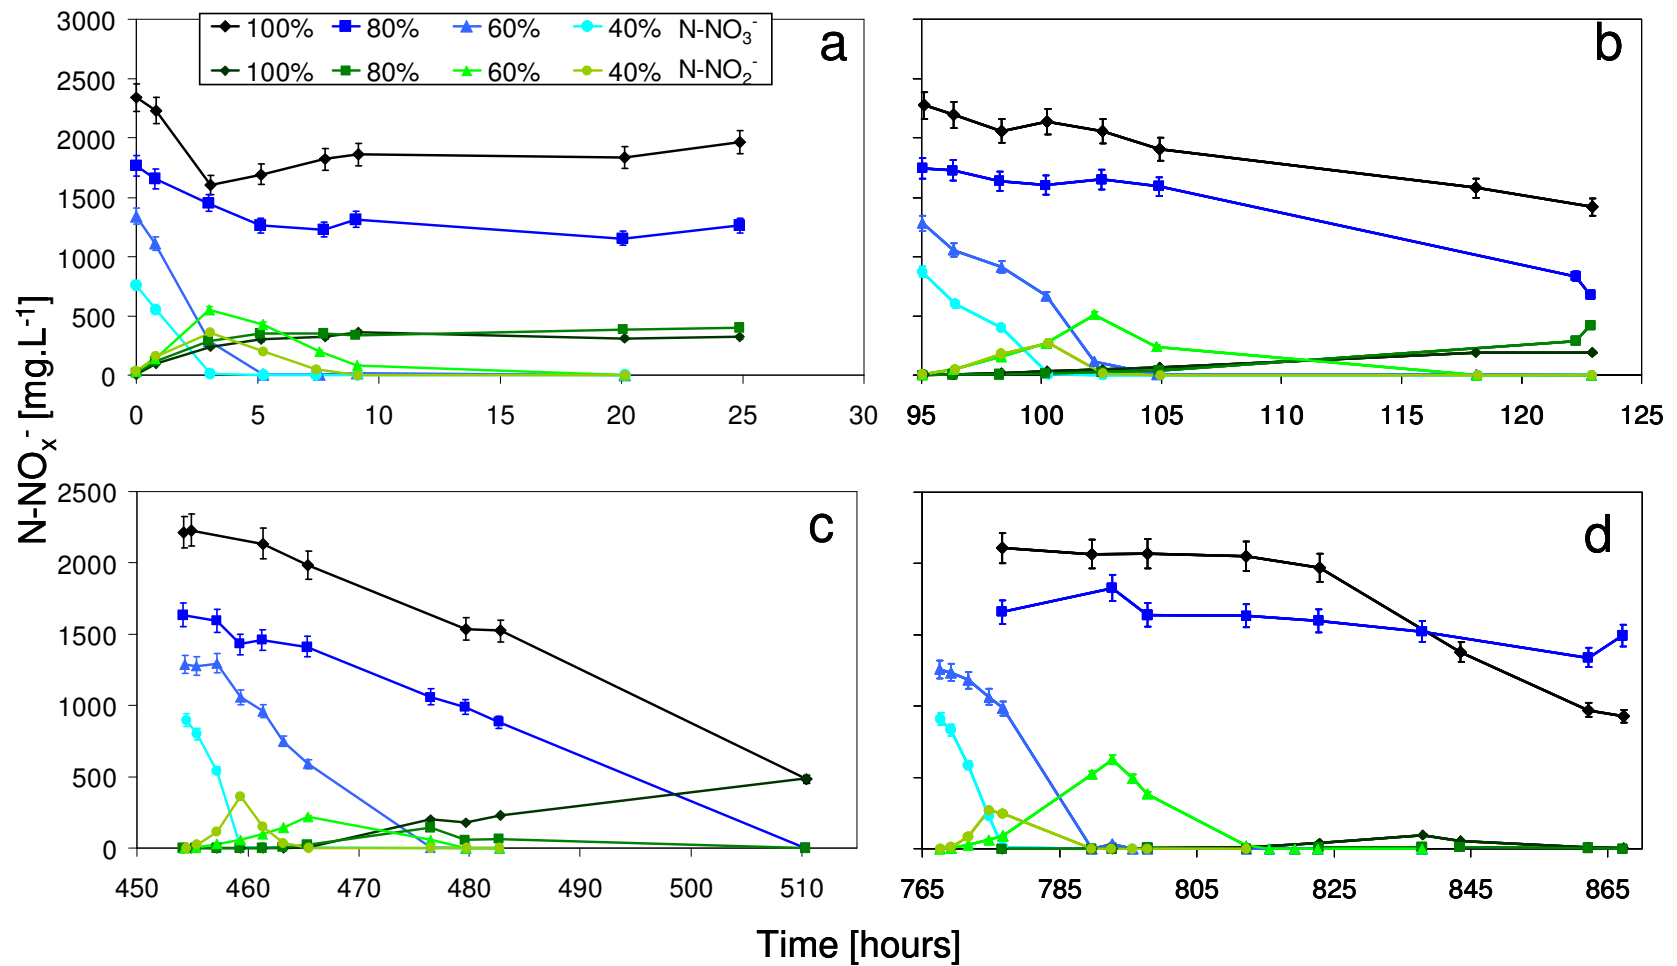 100% 80% 60% 40% N-NO3-
100% 80% 60% 40% N-NO2-
a
b
3000
2500
2000
1500
1000
500
0
0 5 10 15 20 25 30
95 100 105 110 115 120 125
N-NOx- [mg.L-1]
c
d
2500
2000
1500
1000
500
0
450 460 470 480 490 500 510
765 785 805 825 845 865
Time [hours]